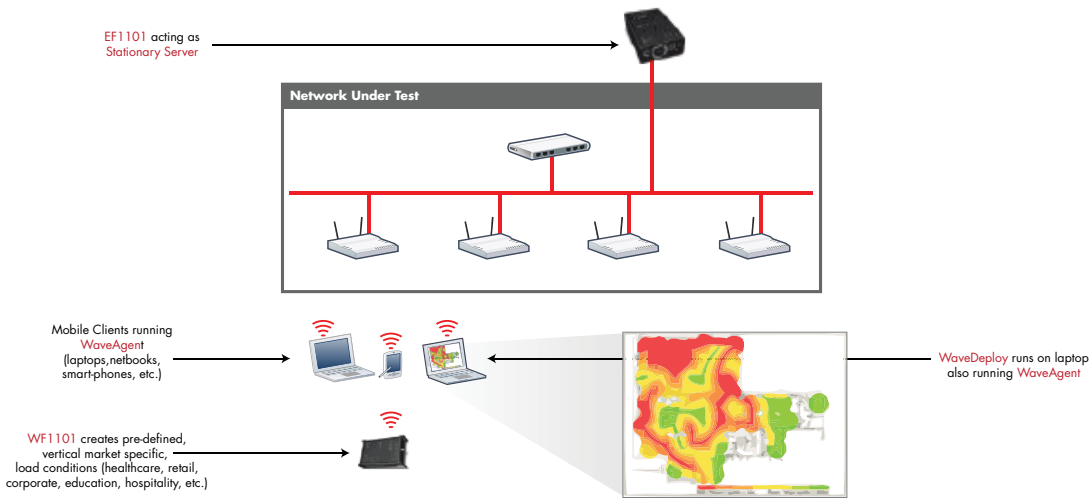 EF1101 acting as
Stationary Server
Network Under Test
Mobile Clients running
WaveAgent
(laptops,netbooks,
smart-phones, etc.)
WaveDeploy runs on laptop
also running WaveAgent
WF1101 creates pre-defined,
vertical market specific,
load conditions (healthcare, retail,
corporate, education, hospitality, etc.)